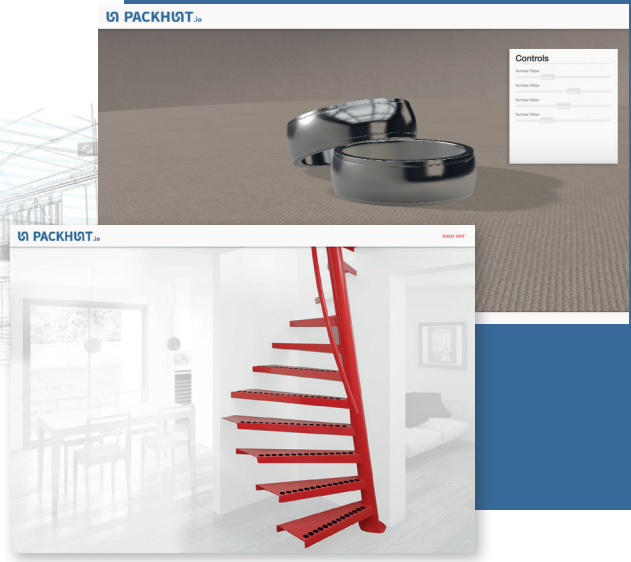 PACKHUNT.io
Controls
Number Slider
Number Slider
Number Slider
Number Slider
PACKHUNT.io
SIGN OFF